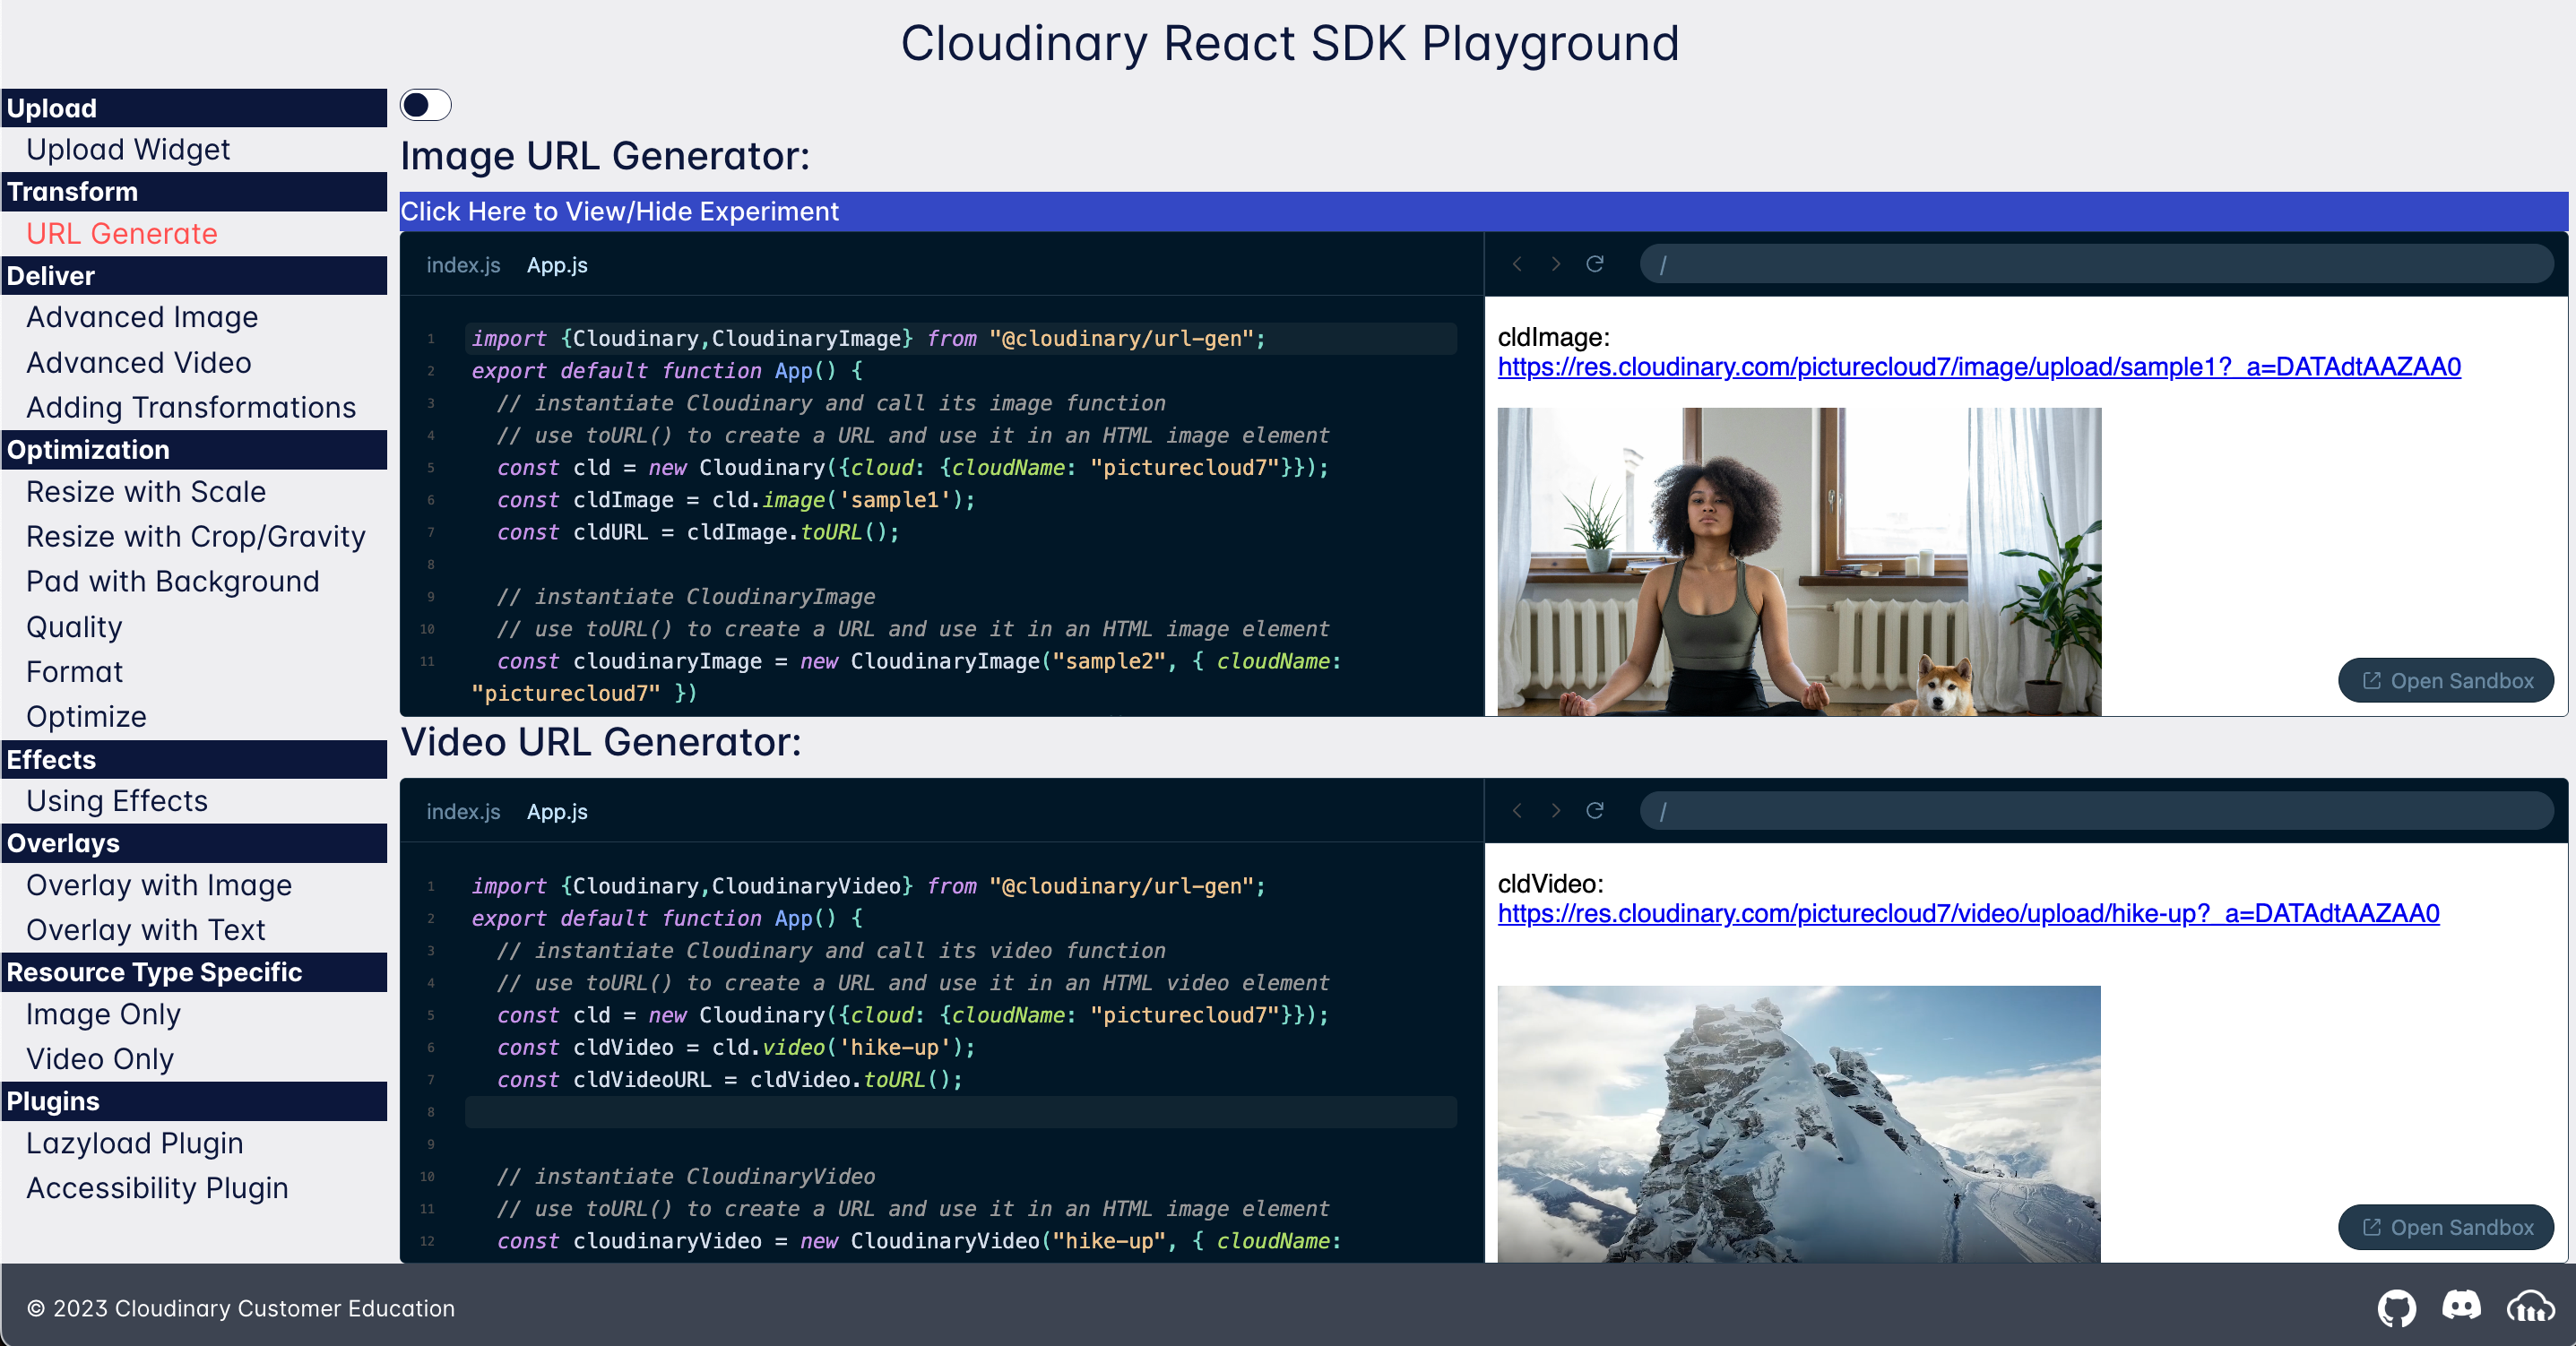 Cloudinary React SDK Playground
Upload
Upload Widget
Transform
URL Generate
Deliver
Advanced Image
Advanced Video
Adding Transformations
Optimization
Resize with Scale
Resize with Crop/Gravity
Pad with Background
Quality
Format
Optimize
Effects
Using Effects
Overlays
Overlay with Image
Overlay with Text
Resource Type Specific
Image Only
Video Only
Plugins
Lazyload Plugin
Accessibility Plugin
Image URL Generator:
Click Here to View/Hide Experiment
index.js App.js
1 import {Cloudinary,CloudinaryImage} from "@cloudinary/url-gen";
2 export default function App() {
3 // instantiate Cloudinary and call its image function
4 // use toURL() to create a URL and use it in an HTML image element
5 const cld = new Cloudinary({cloud: {cloudName: "picturecloud7"}});
6 const cldImage = cld.image('sample1');
7 const cldURL = cldImage.toURL();
8
9 // instantiate CloudinaryImage
10 // use toURL() to create a URL and use it in an HTML image element
11 const cloudinaryImage = new CloudinaryImage("sample2", { cloudName:
"picturecloud7" })
/
cldImage:
https://res.cloudinary.com/picturecloud7/image/upload/sample1?_a=DATAdtAAZAA0
Open Sandbox
Video URL Generator:
index.js App.js
1 import {Cloudinary,CloudinaryVideo} from "@cloudinary/url-gen";
2 export default function App() {
3 // instantiate Cloudinary and call its video function
4 // use toURL() to create a URL and use it in an HTML video element
5 const cld = new Cloudinary({cloud: {cloudName: "picturecloud7"}});
6 const cldVideo = cld.video('hike-up');
7 const cldVideoURL = cldVideo.toURL();
8
9
10 // instantiate CloudinaryVideo
11 // use toURL() to create a URL and use it in an HTML image element
12 const cloudinaryVideo = new CloudinaryVideo("hike-up", { cloudName:
/
cldVideo:
https://res.cloudinary.com/picturecloud7/video/upload/hike-up?_a=DATAdtAAZAA0
Open Sandbox
© 2023 Cloudinary Customer Education